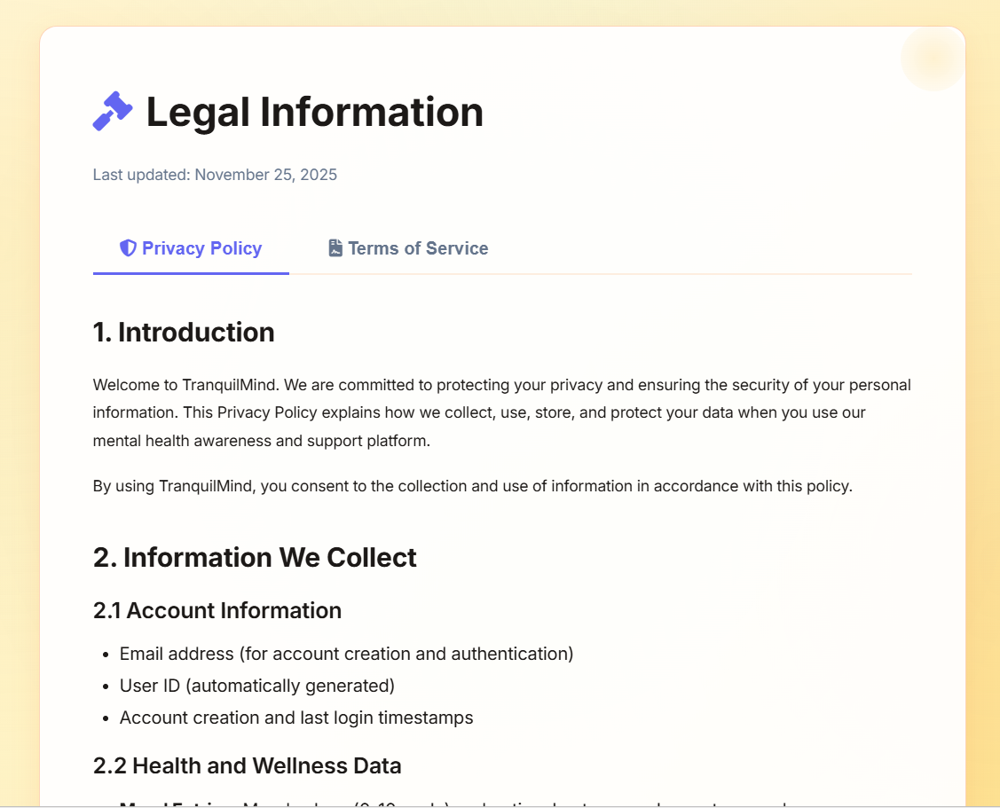 Legal Information
Last updated: November 25, 2025
Privacy Policy
Terms of Service
1. Introduction
Welcome to TranquilMind. We are committed to protecting your privacy and ensuring the security of your personal
information. This Privacy Policy explains how we collect, use, store, and protect your data when you use our
mental health awareness and support platform.
By using TranquilMind, you consent to the collection and use of information in accordance with this policy.
2. Information We Collect
2.1 Account Information
• Email address (for account creation and authentication)
• User ID (automatically generated)
• Account creation and last login timestamps
2.2 Health and Wellness Data